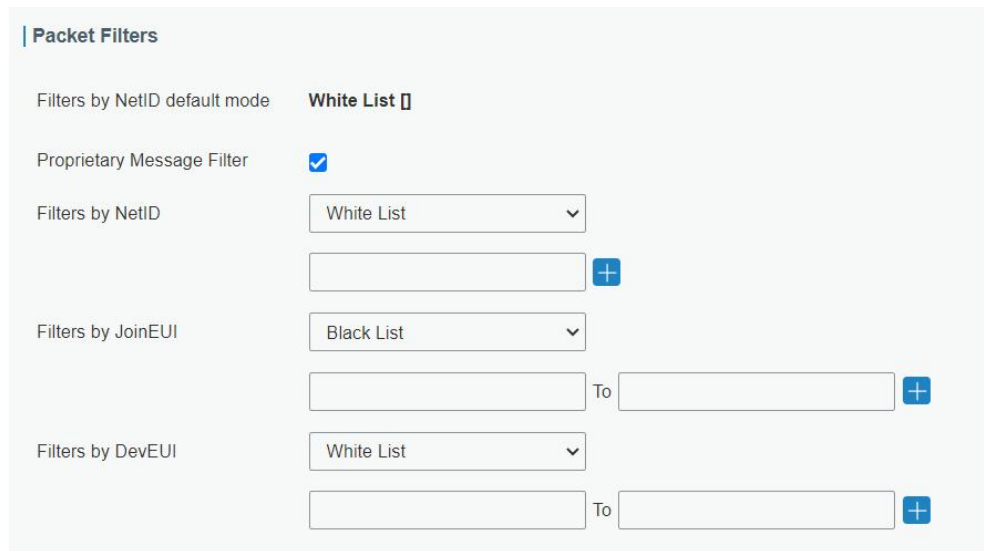 Packet Filters
Filters by NetID default mode White List []
Proprietary Message Filter
Filters by NetID White List
Filters by JoinEUI Black List
To
Filters by DevEUI White List
To